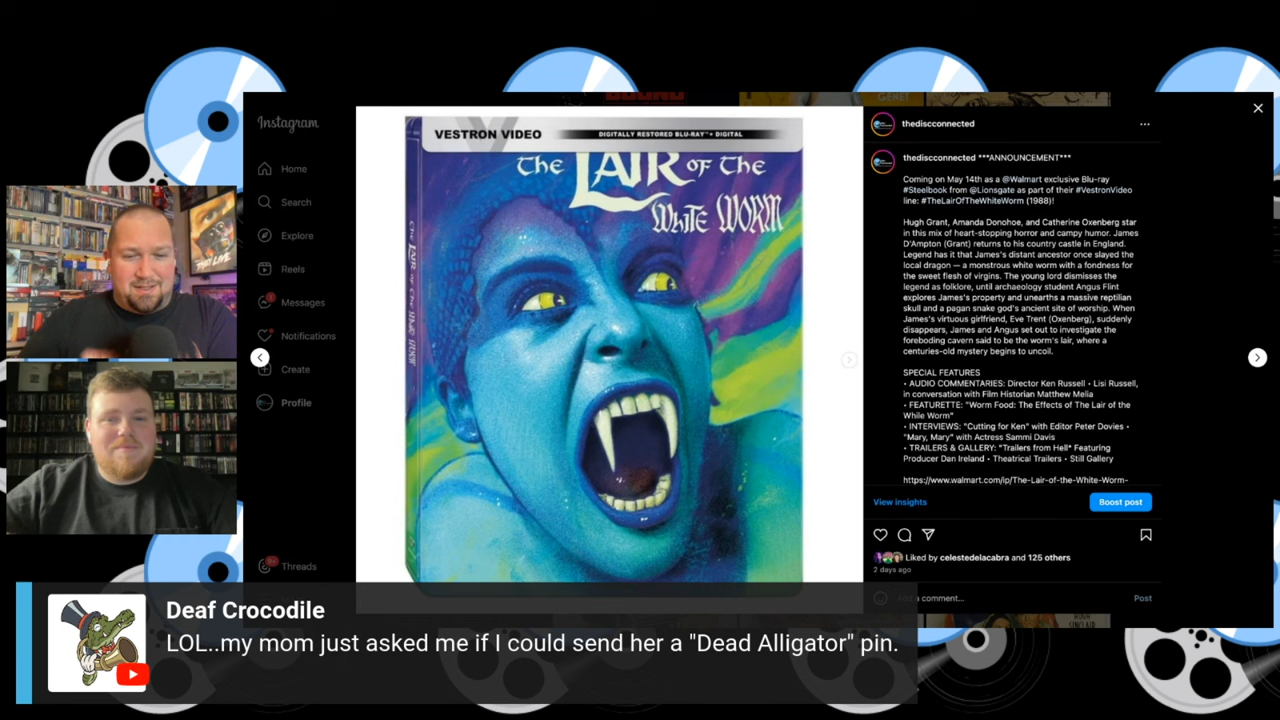 Instagram
Home
Search
Explore
Reels
Messages
Notifications
Create
Profile
9+
Threads
GENET
THEY LIVE
VESTRON VIDEO
DIGITALLY RESTORED BLU-RAY™ + DIGITAL
The LAIR OF The
White WORM
The LAIR OF The White WORM
thediscconnected
thediscconnected ***ANNOUNCEMENT***
Coming on May 14th as a @Walmart exclusive Blu-ray
#Steelbook from @Lionsgate as part of their #VestronVideo
line: #TheLairOfTheWhiteWorm (1988)!
Hugh Grant, Amanda Donohoe, and Catherine Oxenberg star
in this mix of heart-stopping horror and campy humor. James
D'Ampton (Grant) returns to his country castle in England.
Legend has it that James's distant ancestor once slayed the
local dragon — a monstrous white worm with a fondness for
the sweet flesh of virgins. The young lord dismisses the
legend as folklore, until archaeology student Angus Flint
explores James's property and unearths a massive reptilian
skull and a pagan snake god's ancient site of worship. When
James's virtuous girlfriend, Eve Trent (Oxenberg), suddenly
disappears, James and Angus set out to investigate the
foreboding cavern said to be the worm's lair, where a
centuries-old mystery begins to uncoil.
SPECIAL FEATURES
• AUDIO COMMENTARIES: Director Ken Russell • Lisi Russell,
in conversation with Film Historian Matthew Melia
• FEATURETTE: "Worm Food: The Effects of The Lair of the
While Worm"
• INTERVIEWS: "Cutting for Ken" with Editor Peter Davies •
"Mary, Mary" with Actress Sammi Davis
• TRAILERS & GALLERY: "Trailers from Hell" Featuring
Producer Dan Ireland • Theatrical Trailers • Still Gallery
https://www.walmart.com/ip/The-Lair-of-the-White-Worm-
View insights
Boost post
Liked by celestedelacabra and 125 others
2 days ago
a comment...
Post
HUGH
SINCLAIR
Deaf Crocodile
LOL..my mom just asked me if I could send her a "Dead Alligator" pin.